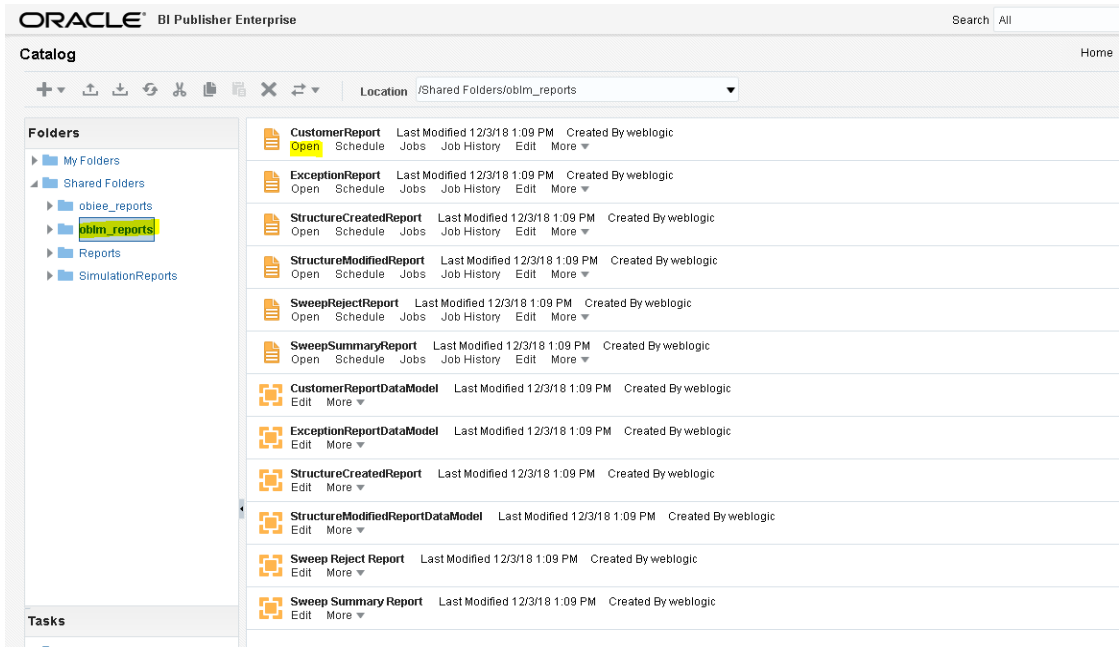 ORACLE® BI Publisher Enterprise Search All
Catalog Home
Location /Shared Folders/oblm_reports
Folders
My Folders
Shared Folders
obiee_reports
oblm_reports
Reports
SimulationReports
Tasks
CustomerReport Last Modified 12/3/18 1:09 PM Created By weblogic
Open Schedule Jobs Job History Edit More
ExceptionReport Last Modified 12/3/18 1:09 PM Created By weblogic
Open Schedule Jobs Job History Edit More
StructureCreatedReport Last Modified 12/3/18 1:09 PM Created By weblogic
Open Schedule Jobs Job History Edit More
StructureModifiedReport Last Modified 12/3/18 1:09 PM Created By weblogic
Open Schedule Jobs Job History Edit More
SweepRejectReport Last Modified 12/3/18 1:09 PM Created By weblogic
Open Schedule Jobs Job History Edit More
SweepSummaryReport Last Modified 12/3/18 1:09 PM Created By weblogic
Open Schedule Jobs Job History Edit More
CustomerReportDataModel Last Modified 12/3/18 1:09 PM Created By weblogic
Edit More
ExceptionReportDataModel Last Modified 12/3/18 1:09 PM Created By weblogic
Edit More
StructureCreatedReport Last Modified 12/3/18 1:09 PM Created By weblogic
Edit More
StructureModifiedReportDataModel Last Modified 12/3/18 1:09 PM Created By weblogic
Edit More
Sweep Reject Report Last Modified 12/3/18 1:09 PM Created By weblogic
Edit More
Sweep Summary Report Last Modified 12/3/18 1:09 PM Created By weblogic
Edit More